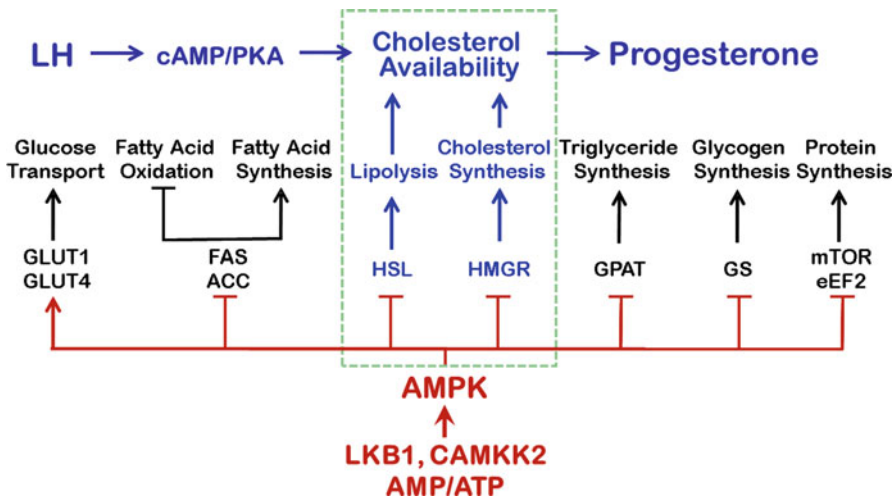 LH cAMP/PKA Cholesterol Availability Progesterone
Glucose Transport
Fatty Acid Oxidation
Fatty Acid Synthesis
Lipolysis
Cholesterol Synthesis
Triglyceride Synthesis
Glycogen Synthesis
Protein Synthesis
GLUT1
GLUT4
FAS
ACC
HSL
HMGR
GPAT
GS
mTOR
eEF2
AMPK
LKB1, CAMKK2
AMP/ATP